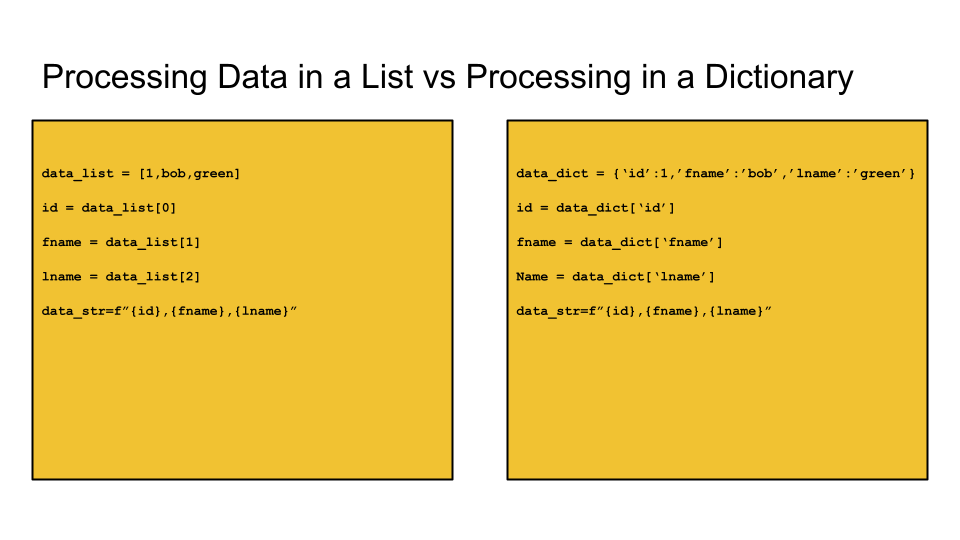 Processing Data in a List vs Processing in a Dictionary
data_list = [1,bob,green]
id = data_list[0]
fname = data_list[1]
lname = data_list[2]
data_str=f”{id},{fname},{lname}”
data_dict = {‘id’:1,’fname’:’bob’,’lname’:’green’}
id = data_dict[‘id’]
fname = data_dict[‘fname’]
Name = data_dict[‘lname’]
data_str=f”{id},{fname},{lname}”